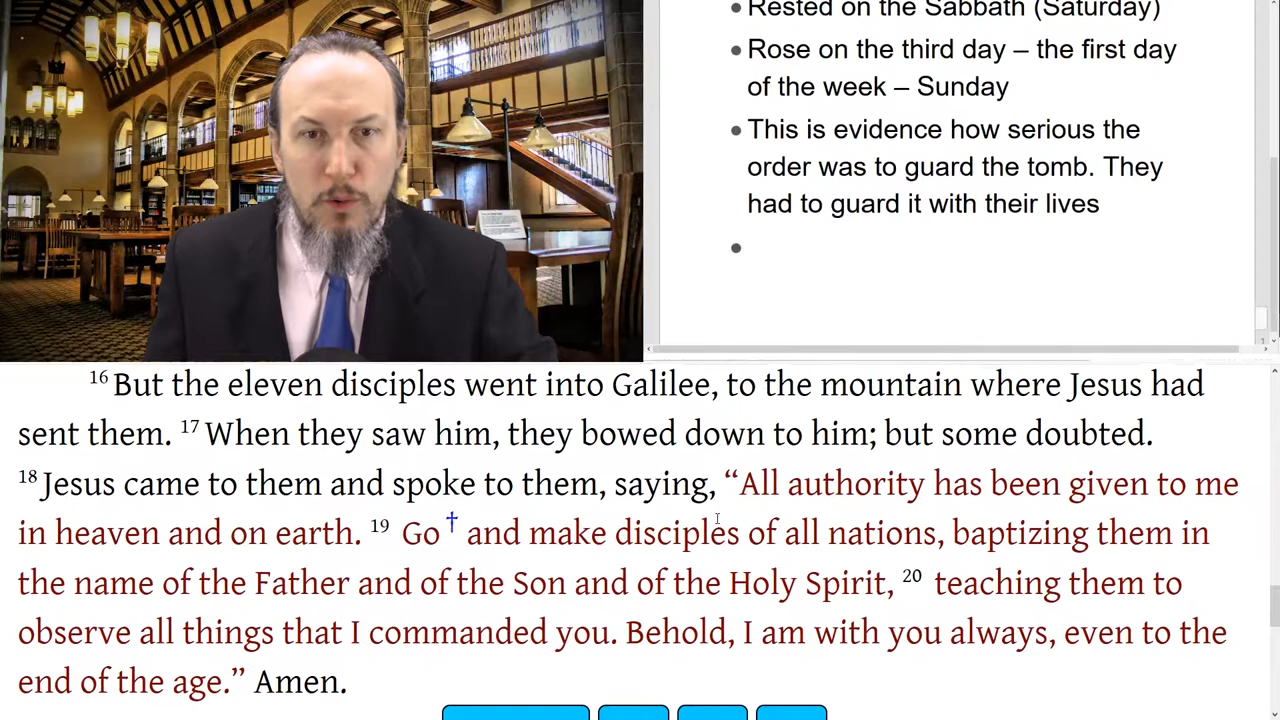 • Rested on the Sabbath (Saturday)
• Rose on the third day – the first day
of the week – Sunday
• This is evidence how serious the
order was to guard the tomb. They
had to guard it with their lives
•
16 But the eleven disciples went into Galilee, to the mountain where Jesus had
sent them. 17 When they saw him, they bowed down to him; but some doubted.
18 Jesus came to them and spoke to them, saying, “All authority has been given to me
in heaven and on earth. 19 Go† and make disciples of all nations, baptizing them in
the name of the Father and of the Son and of the Holy Spirit, 20 teaching them to
observe all things that I commanded you. Behold, I am with you always, even to the
end of the age.” Amen.